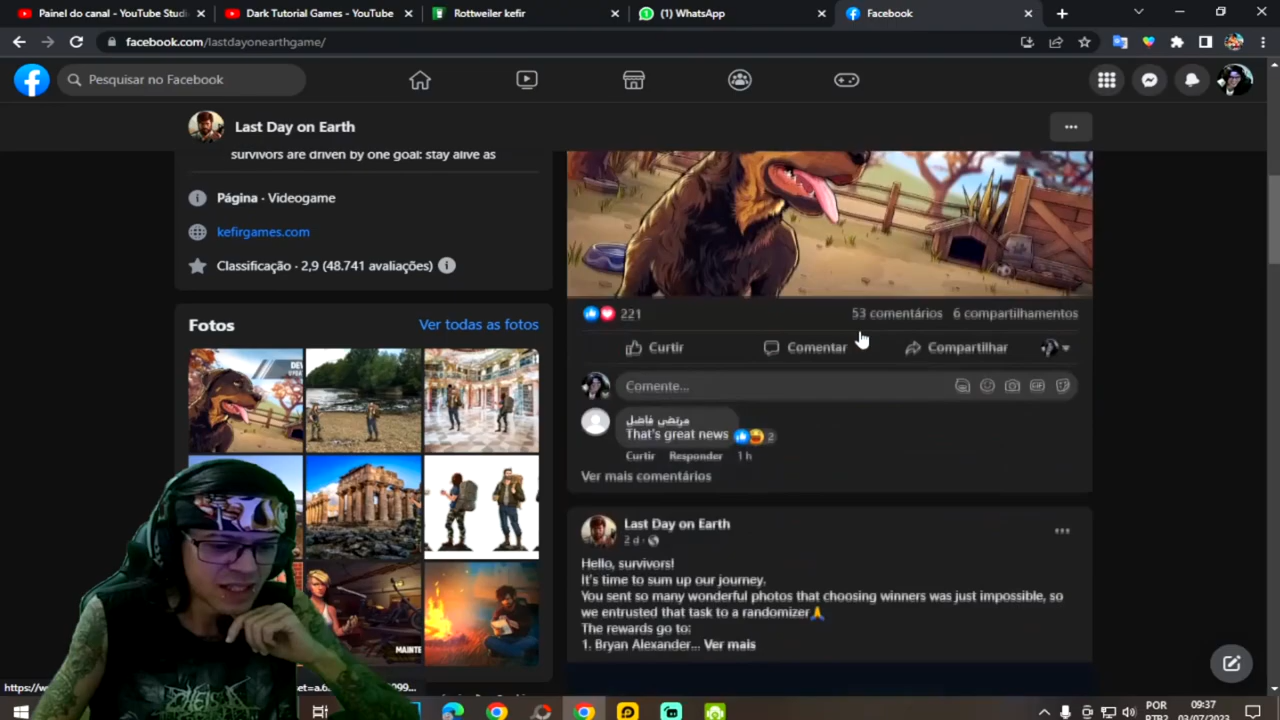 Painel do canal - YouTube Studi
Dark Tutorial Games - YouTube
Rottweiler kefir
(1) WhatsApp
Facebook
facebook.com/lastdayonearthgame/
Pesquisar no Facebook
Last Day on Earth
survivors are driven by one goal: stay alive as
Página · Videogame
kefirgames.com
Classificação · 2,9 (48.741 avaliações)
Fotos
Ver todas as fotos
DEV
UPDA
MAINTE
221
53 comentários 6 compartilhamentos
Curtir
Comentar
Compartilhar
Comente...
مرتضى فاضل
That's great news
2
Curtir Responder 1 h
Ver mais comentários
Last Day on Earth
2 d ·
Hello, survivors!
It's time to sum up our journey.
You sent so many wonderful photos that choosing winners was just impossible, so
we entrusted that task to a randomizer🙏
The rewards go to:
1. Bryan Alexander... Ver mais
POR
PTB2
09:37
03/07/2023